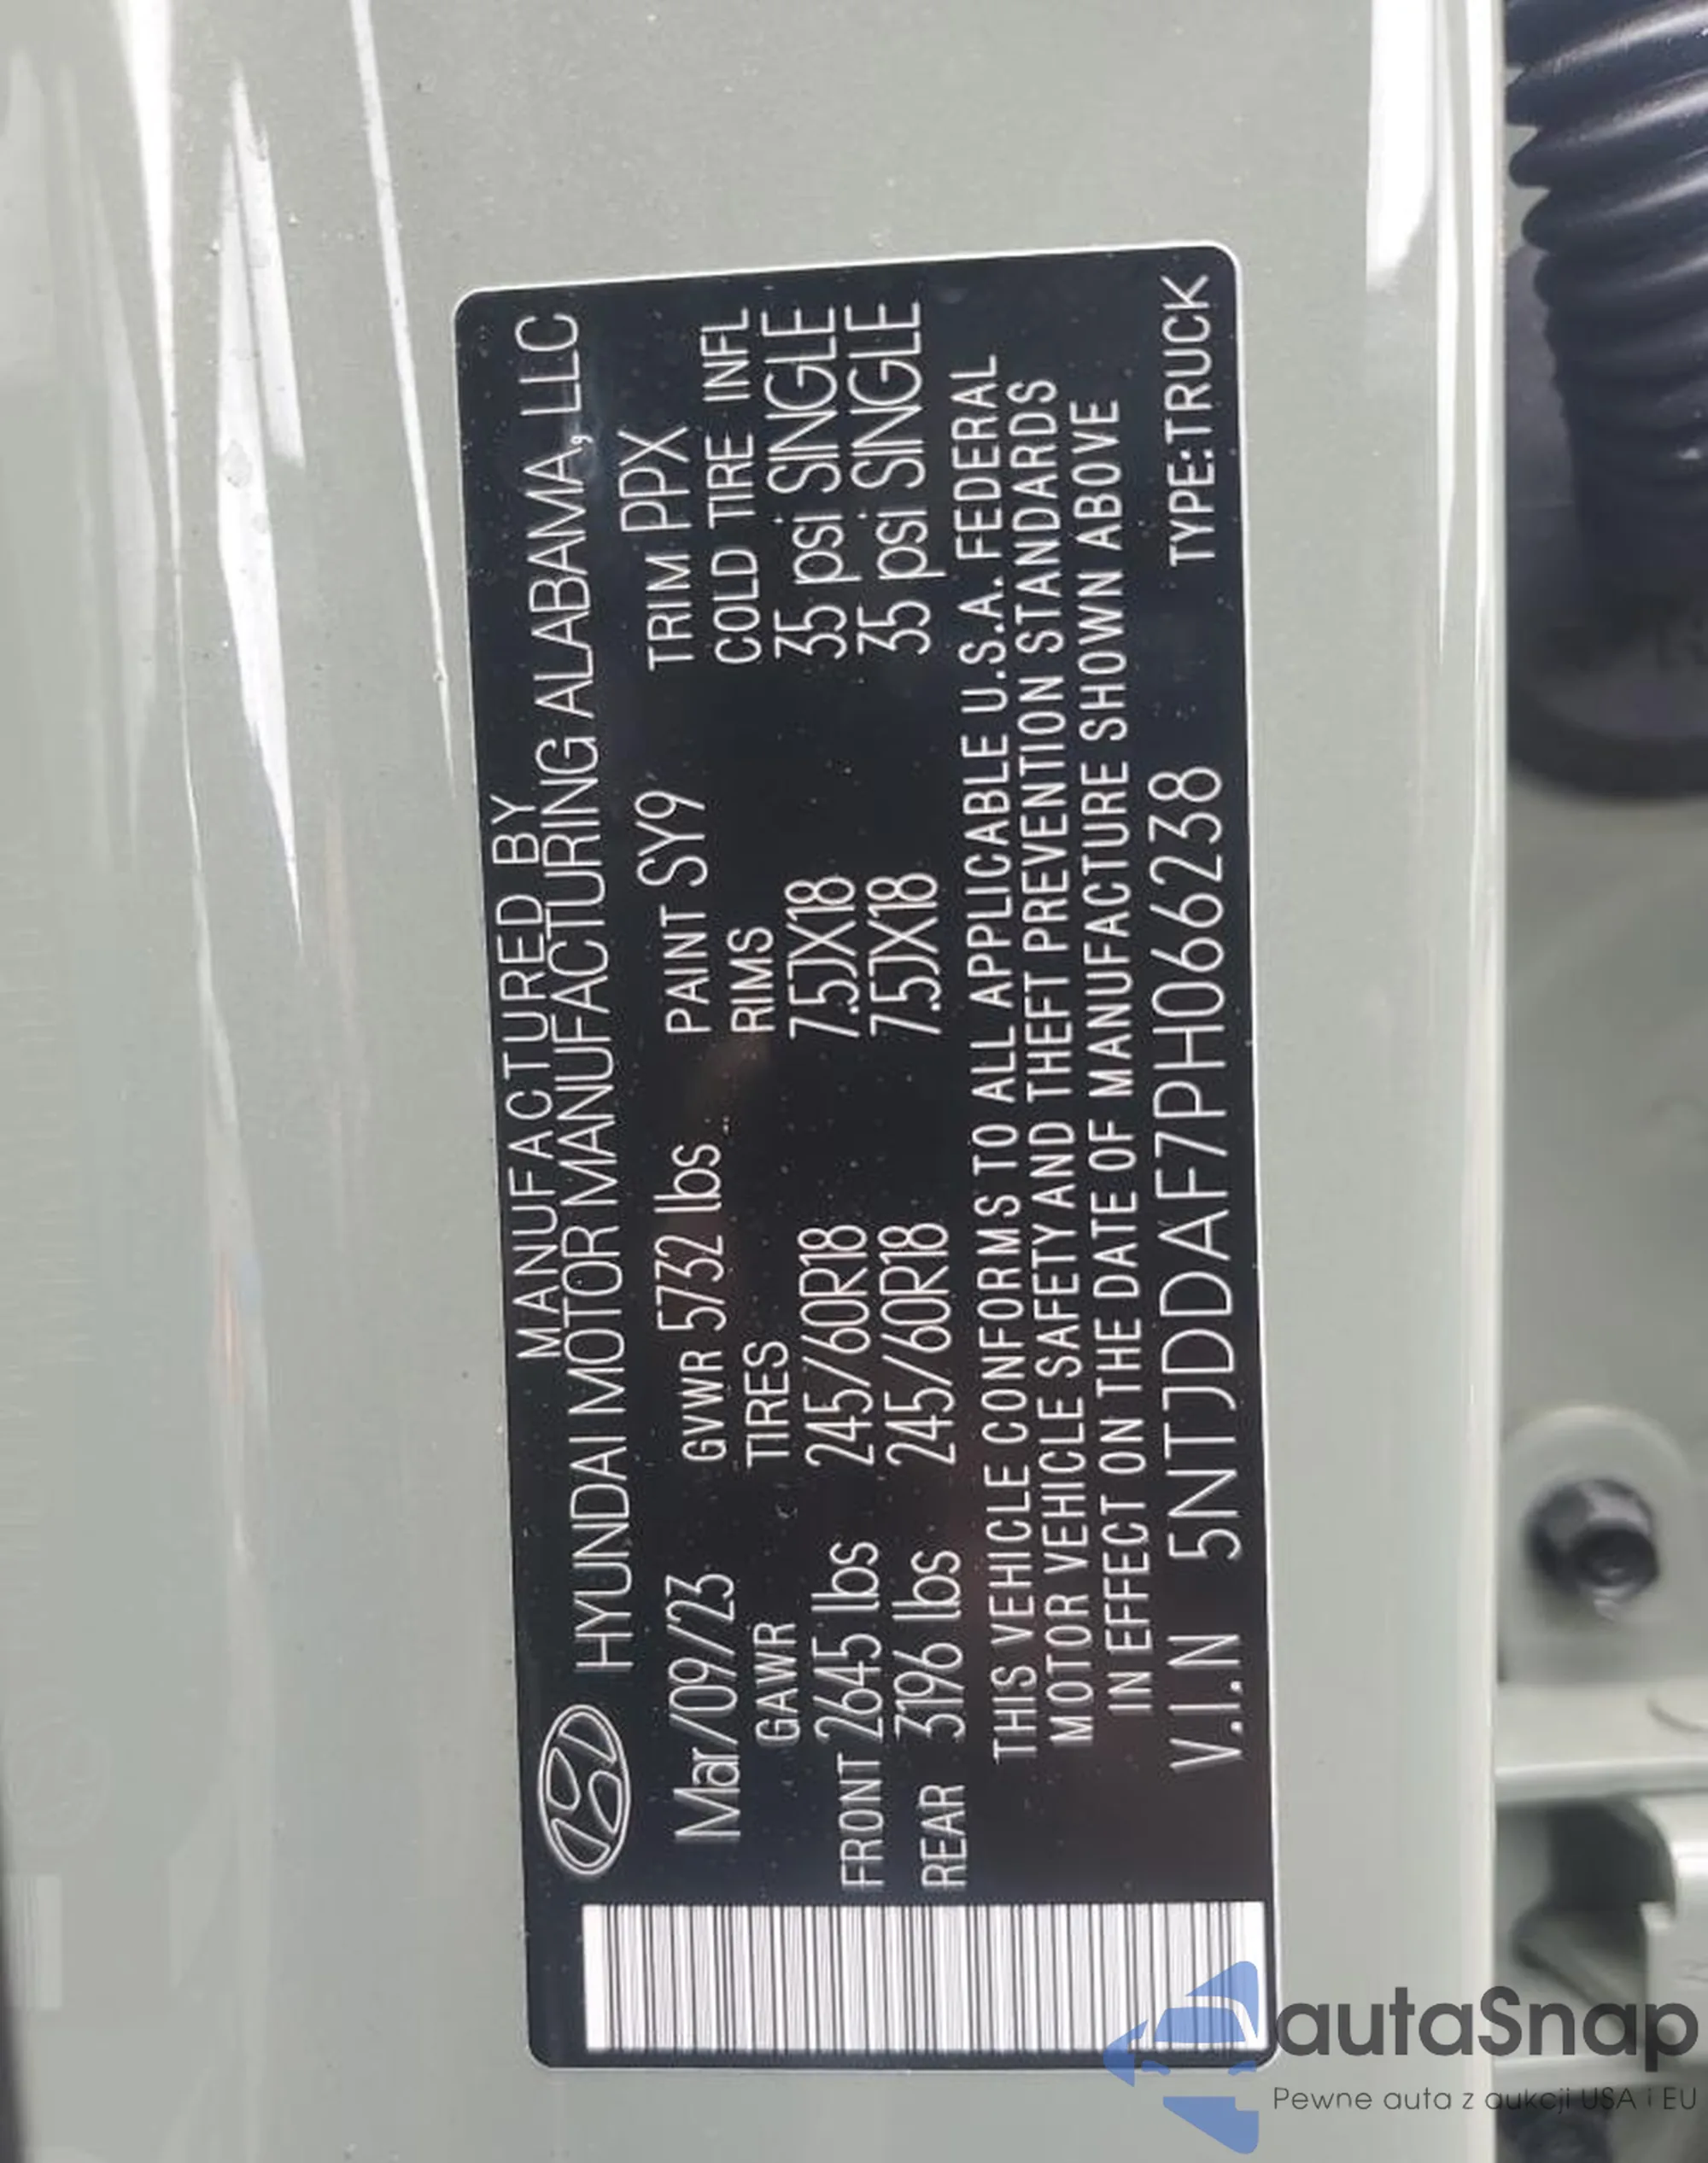 MANUFACTURED BY
HYUNDAI MOTOR MANUFACTURING ALABAMA, LLC
Mar/09/23 GVWR 5732 lbs PAINT SY9 TRIM PPX
GAWR TIRES RIMS COLD TIRE INFL
FRONT 2645 lbs 245/60R18 7.5JX18 35 psi SINGLE
REAR 3196 lbs 245/60R18 7.5JX18 35 psi SINGLE
THIS VEHICLE CONFORMS TO ALL APPLICABLE U.S.A. FEDERAL
MOTOR VEHICLE SAFETY AND THEFT PREVENTION STANDARDS
IN EFFECT ON THE DATE OF MANUFACTURE SHOWN ABOVE
V.I.N 5NTJDDAF7PH066238 TYPE:TRUCK
autaSnap
Pewne auta z aukcji USA i EU